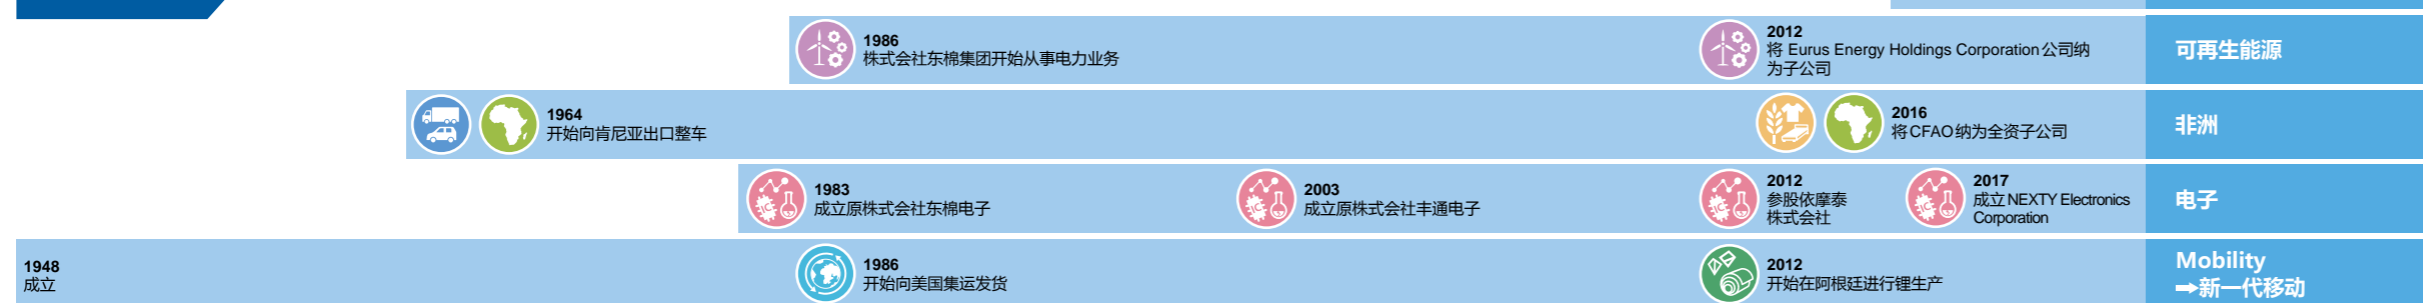 1986
株式会社东棉集团开始从事电力业务
2012
将 Eurus Energy Holdings Corporation 公司纳
为子公司
可再生能源
1964
开始向肯尼亚出口整车
2016
将CFAO纳为全资子公司
非洲
1983
成立原株式会社东棉电子
2003
成立原株式会社丰通电子
2012
参股依摩泰
株式会社
2017
成立NEXTY Electronics
Corporation
电子
1948
成立
1986
开始向美国集运发货
2012
开始在阿根廷进行锂生产
Mobility
➡新一代移动